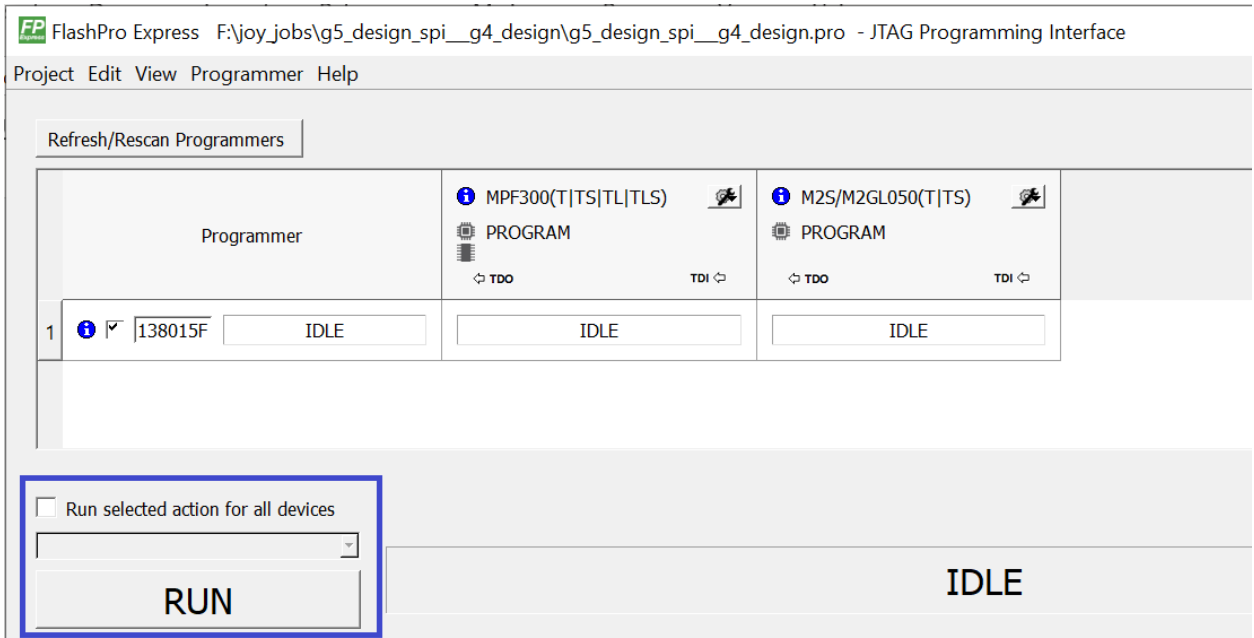 FP Express FlashPro Express F:\joy_jobs\g5_design_spi__g4_design\g5_design_spi__g4_design.pro - JTAG Programming Interface
Project Edit View Programmer Help
Refresh/Rescan Programmers
Programmer
MPF300(T|TS|TL|TLS)
PROGRAM
TDO TDI
M2S/M2GL050(T|TS)
PROGRAM
TDO TDI
1 138015F IDLE IDLE IDLE
Run selected action for all devices
RUN
IDLE